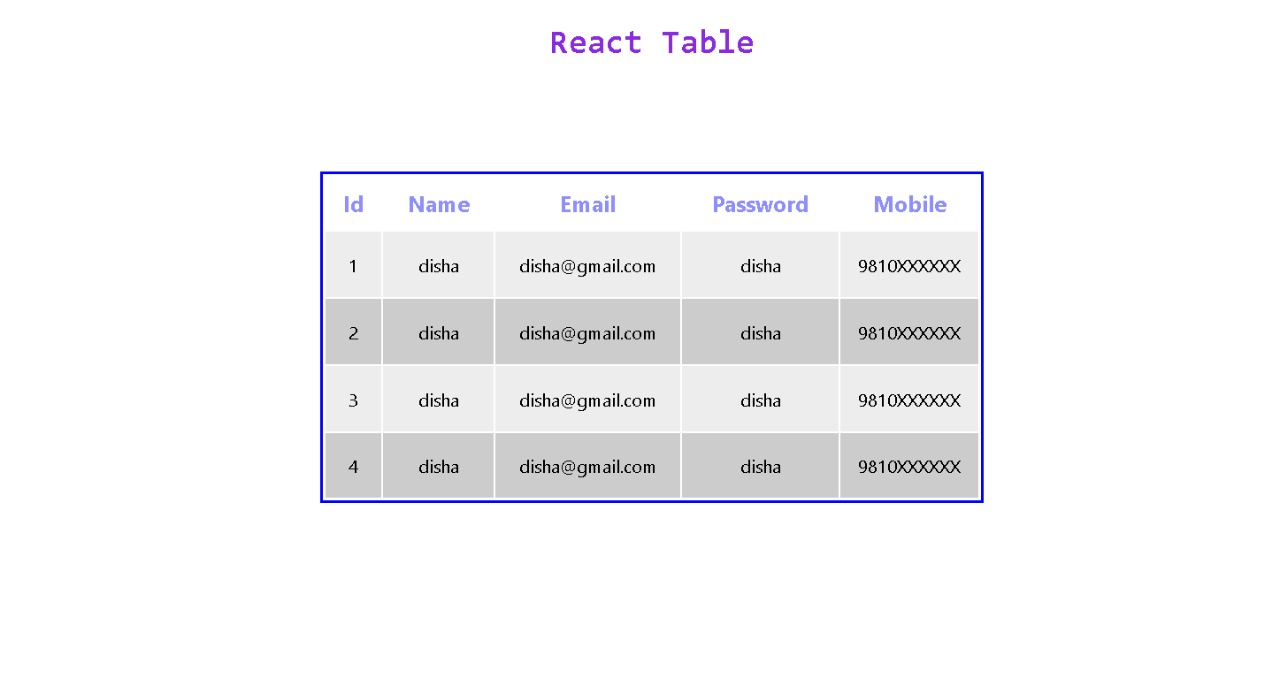 React Table
Id Name Email Password Mobile
1 disha disha@gmail.com disha 9810XXXXXX
2 disha disha@gmail.com disha 9810XXXXXX
3 disha disha@gmail.com disha 9810XXXXXX
4 disha disha@gmail.com disha 9810XXXXXX